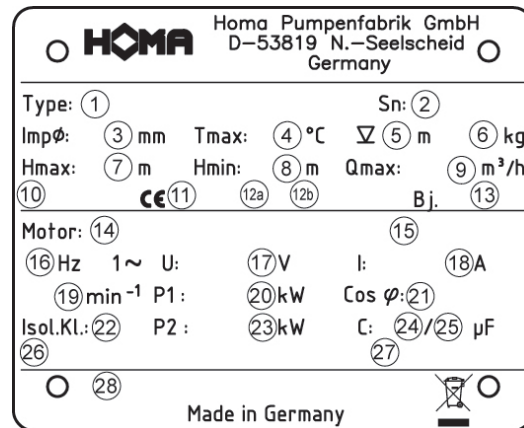 HOMA
Homa Pumpenfabrik GmbH
D-53819 N.-Seelscheid
Germany
Type: 1 Sn: 2
Impø: 3 mm Tmax: 4 °C 5 m 6 kg
Hmax: 7 m Hmin: 8 m Qmax: 9 m³/h
10 CE 11 12a 12b Bj. 13
Motor: 14 15
16 Hz 1~ U: 17 V I: 18 A
19 min⁻¹ P1: 20 kW Cos φ: 21
Isol.Kl.: 22 P2 : 23 kW C: 24 / 25 µF
26 27
28
Made in Germany